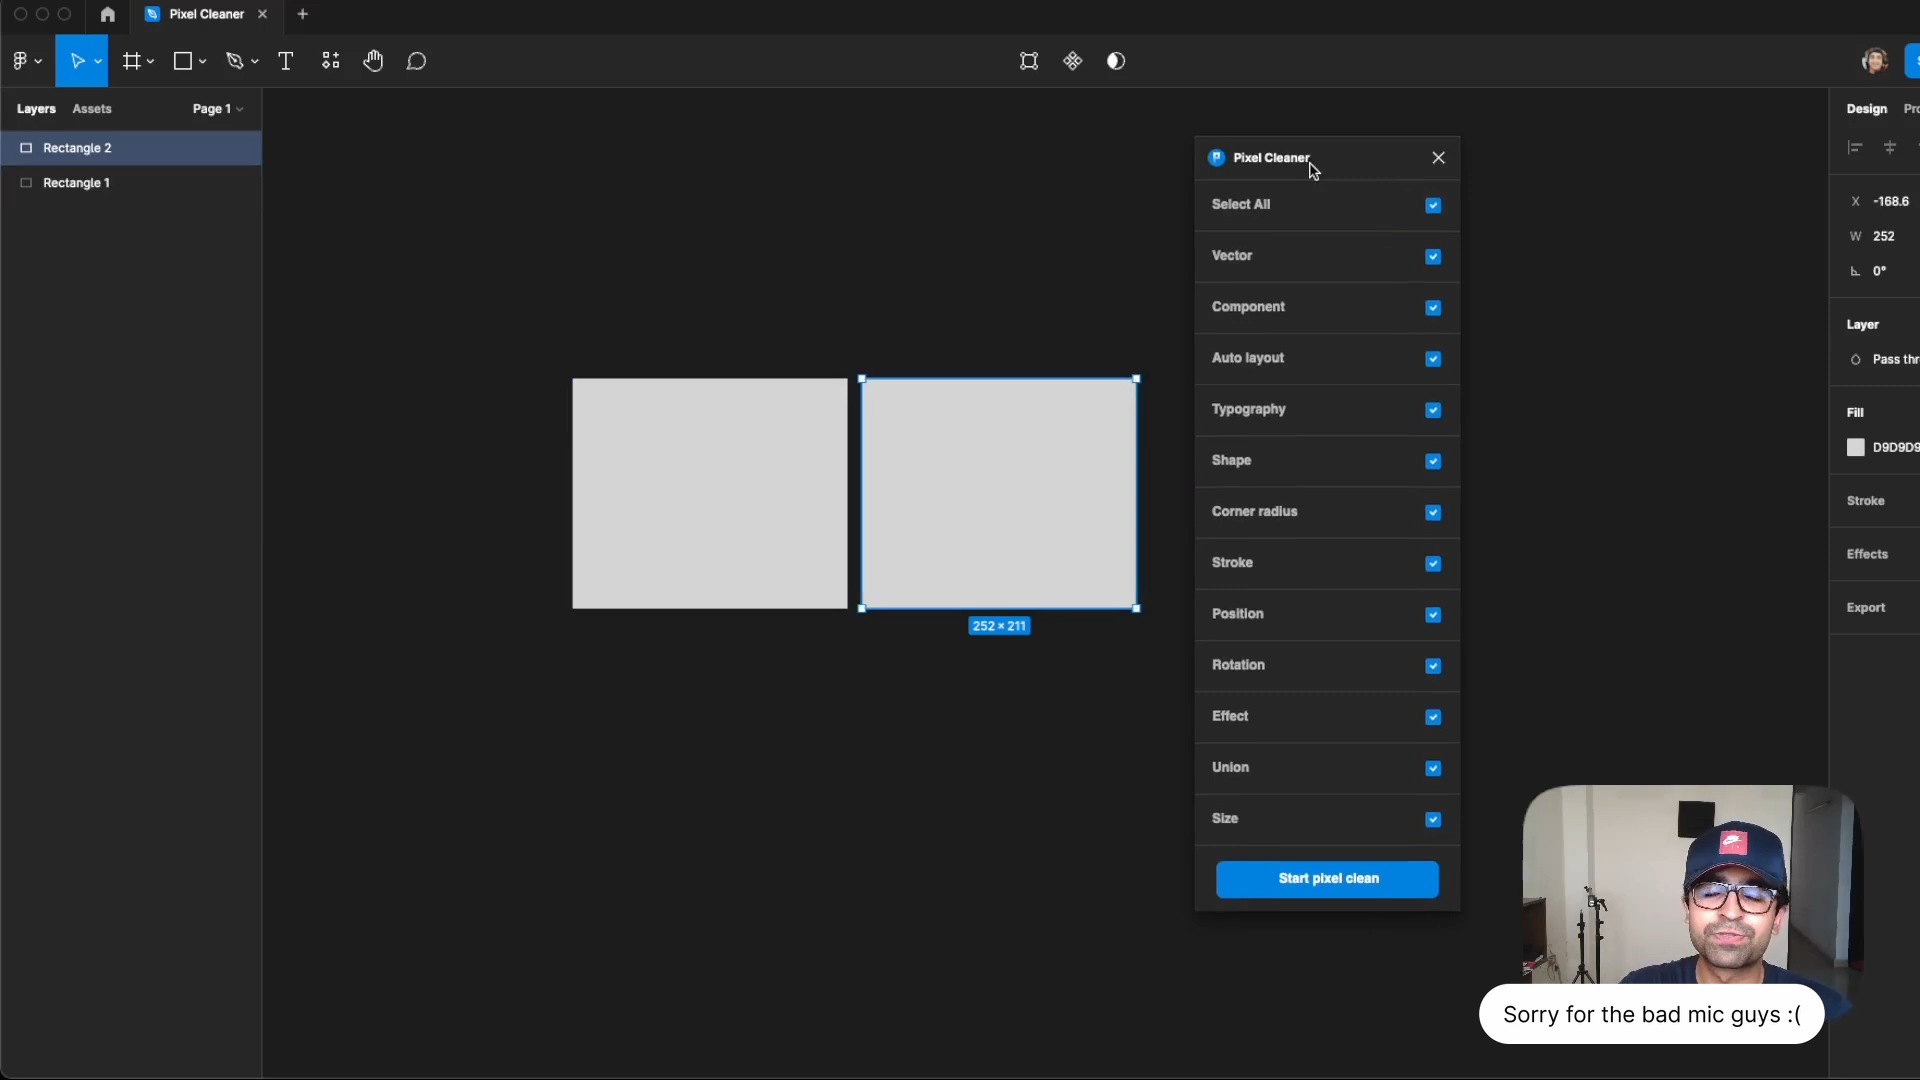 Pixel Cleaner
Layers
Assets
Page 1
Rectangle 2
Rectangle 1
252 × 211
Pixel Cleaner
Select All
Vector
Component
Auto layout
Typography
Shape
Corner radius
Stroke
Position
Rotation
Effect
Union
Size
Start pixel clean
Design
X -168.6
W 252
0°
Layer
Pass thr
Fill
D9D9D9
Stroke
Effects
Export
Sorry for the bad mic guys :(